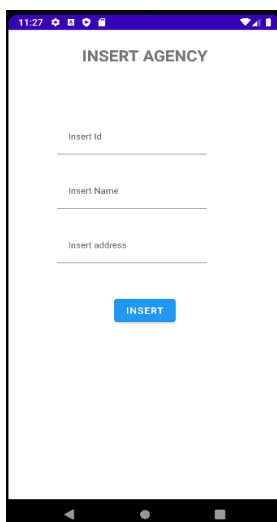 11:27
INSERT AGENCY
Insert Id
Insert Name
Insert address
INSERT